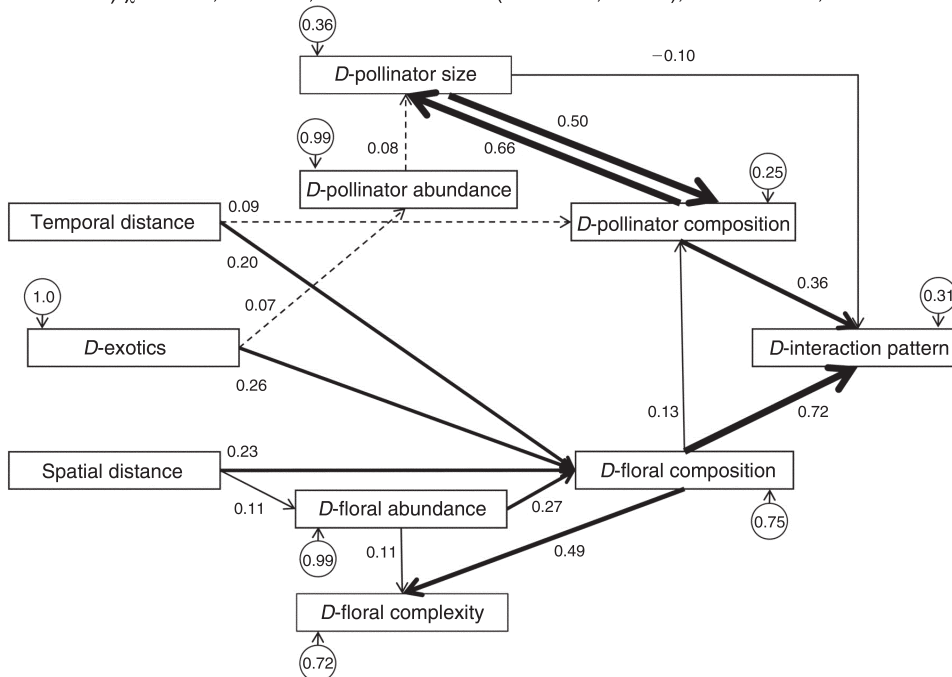 0.36
D-pollinator size
−0.10
0.50
0.99
0.08
0.66
0.25
D-pollinator abundance
0.09
Temporal distance
D-pollinator composition
0.20
1.0
0.07
0.36
0.31
D-exotics
D-interaction pattern
0.26
0.13
0.72
0.23
Spatial distance
D-floral composition
0.11
D-floral abundance
0.27
0.75
0.99
0.11
0.49
D-floral complexity
0.72